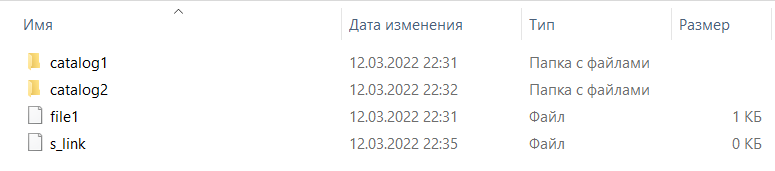 Имя Дата изменения Тип Размер
catalog1 12.03.2022 22:31 Папка с файлами
catalog2 12.03.2022 22:32 Папка с файлами
file1 12.03.2022 22:31 Файл 1 КБ
s_link 12.03.2022 22:35 Файл 0 КБ